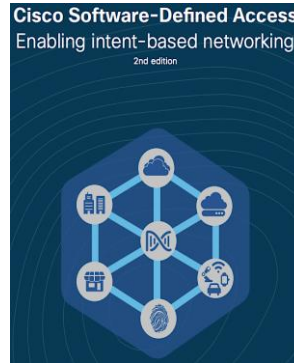 Cisco Software-Defined Access
Enabling intent-based networking
2nd edition